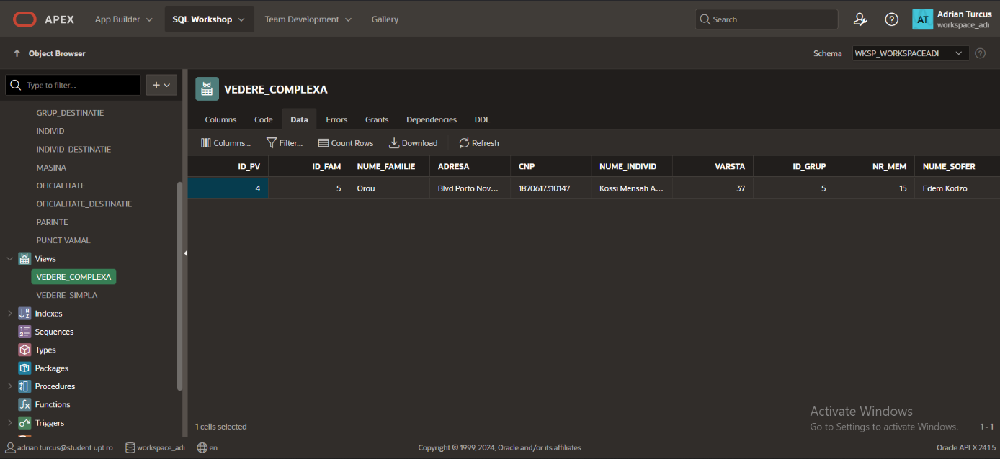 APEX App Builder SQL Workshop Team Development Gallery Search AT Adrian Turcus
workspace_adi
Object Browser Schema WKSP_WORKSPACEADI
Type to filter...
VEDERE_COMPLEXA
GRUP_DESTINATIE
INDIVID
INDIVID_DESTINATIE
MASINA
OFICIALITATE
OFICIALITATE_DESTINATIE
PARINTE
PUNCT VAMAL
Views
VEDERE_COMPLEXA
VEDERE_SIMPLA
Indexes
Sequences
Types
Packages
Procedures
Functions
Triggers
Columns Code Data Errors Grants Dependencies DDL
Columns... Filter... Count Rows Download Refresh
ID_PV ID_FAM NUME_FAMILIE ADRESA CNP NUME_INDIVID VARSTA ID_GRUP NR_MEM NUME_SOFER
4 5 Orou Blvd Porto Nov... 1870617310147 Kossi Mensah A... 37 5 15 Edem Kodzo
Activate Windows
Go to Settings to activate Windows.
1 cells selected 1 - 1
adrian.turcus@student.upt.ro workspace_adi en Copyright © 1999, 2024, Oracle and/or its affiliates. Oracle APEX 24.1.5